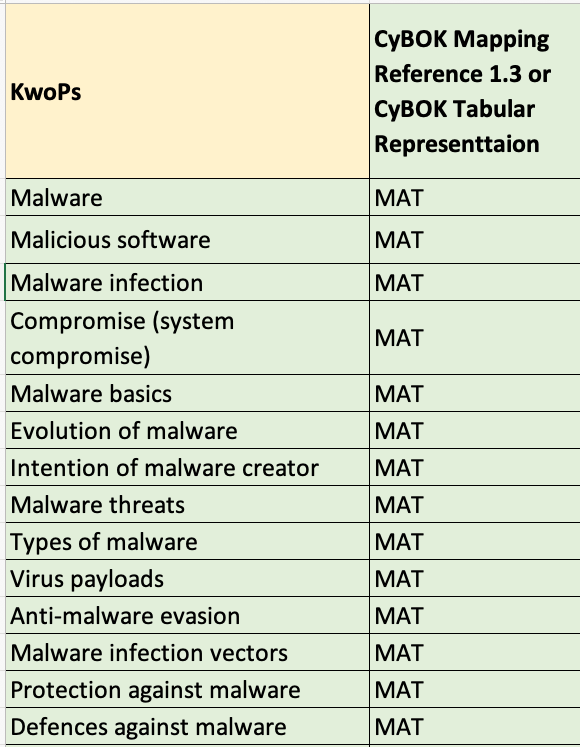 KwoPs
CyBOK Mapping
Reference 1.3 or
CyBOK Tabular
Representtaion
Malware MAT
Malicious software MAT
Malware infection MAT
Compromise (system
compromise) MAT
Malware basics MAT
Evolution of malware MAT
Intention of malware creator MAT
Malware threats MAT
Types of malware MAT
Virus payloads MAT
Anti-malware evasion MAT
Malware infection vectors MAT
Protection against malware MAT
Defences against malware MAT